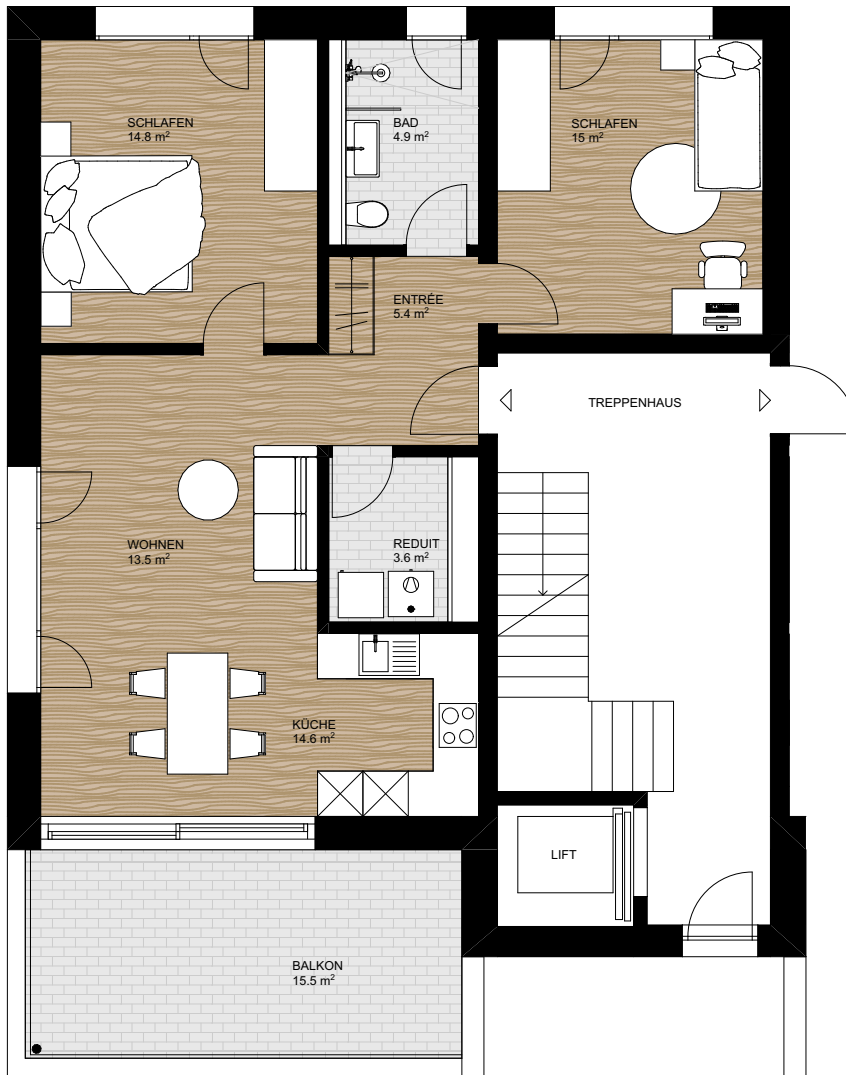 SCHLAFEN
14.8 m²
BAD
4.9 m²
SCHLAFEN
15 m²
ENTRÉE
5.4 m²
TREPPENHAUS
WOHNEN
13.5 m²
REDUIT
3.6 m²
KÜCHE
14.6 m²
LIFT
BALKON
15.5 m²